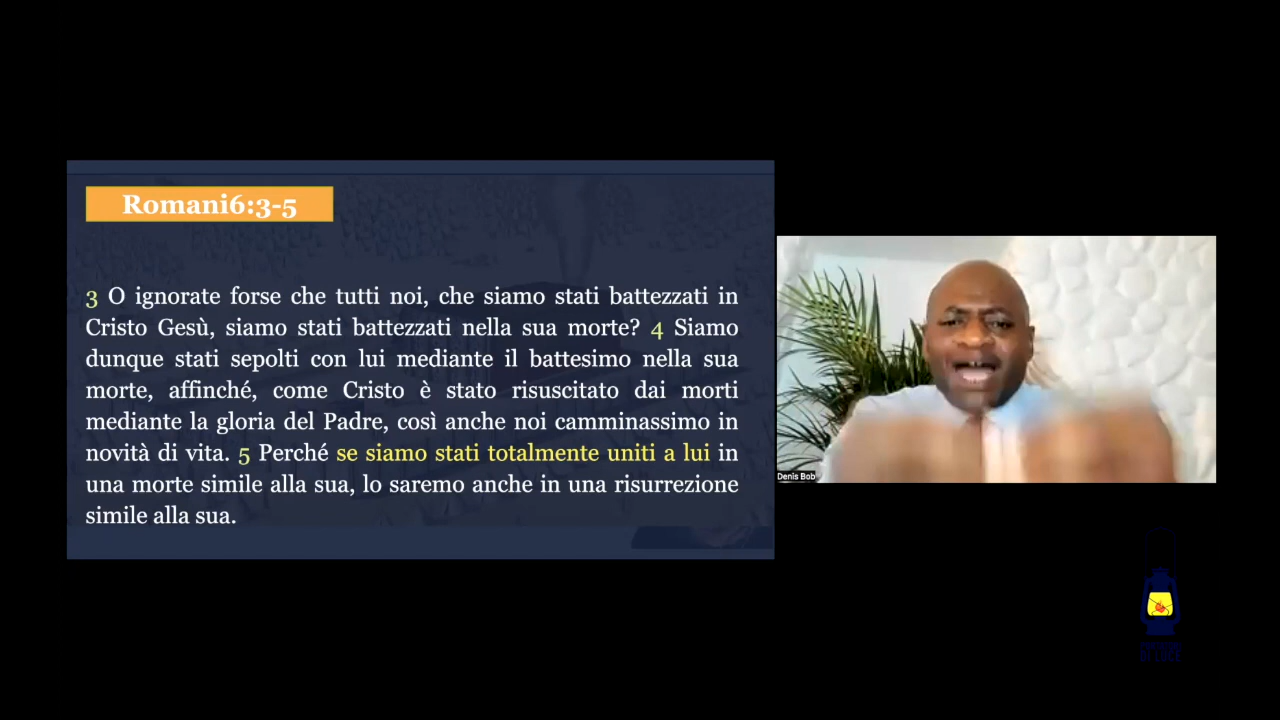 Romani6:3-5
3 O ignorate forse che tutti noi, che siamo stati battezzati in
Cristo Gesù, siamo stati battezzati nella sua morte? 4 Siamo
dunque stati sepolti con lui mediante il battesimo nella sua
morte, affinché, come Cristo è stato risuscitato dai morti
mediante la gloria del Padre, così anche noi camminassimo in
novità di vita. 5 Perché se siamo stati totalmente uniti a lui in
una morte simile alla sua, lo saremo anche in una risurrezione
simile alla sua.
Denis Bob
DI LUCE